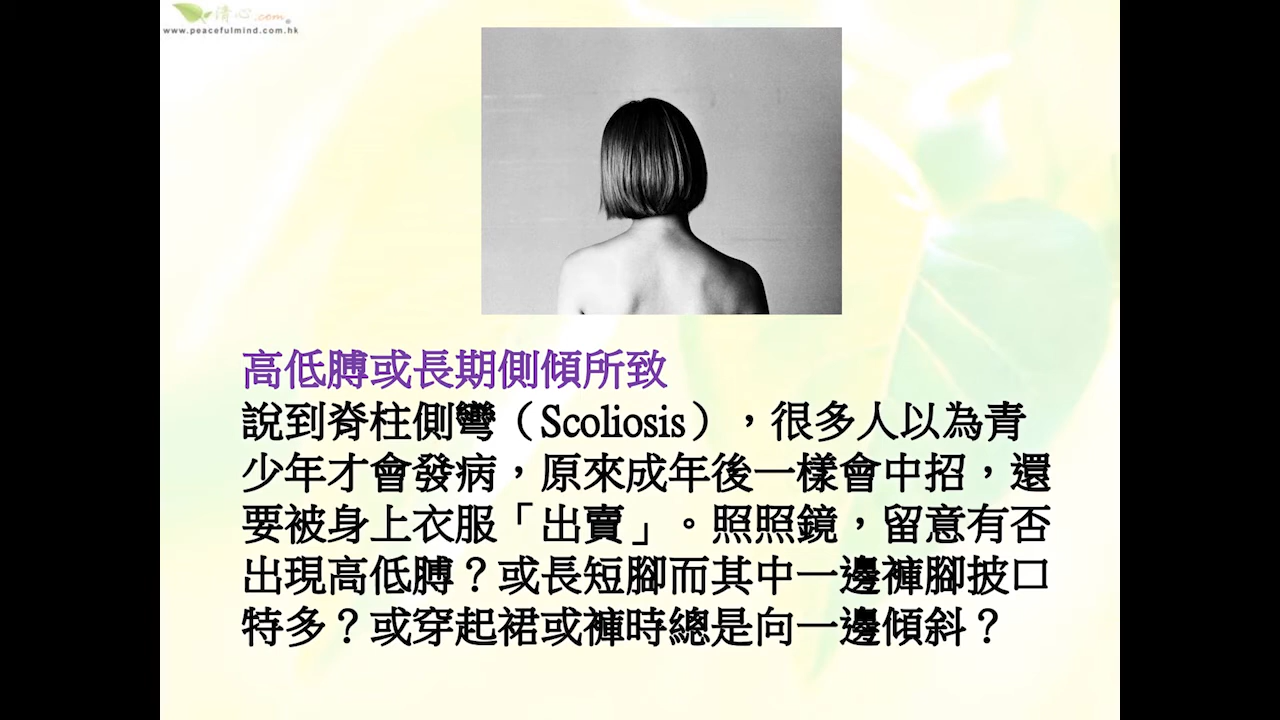 清心.com
www.peacefulmind.com.hk
高低膊或長期側傾所致
說到脊柱側彎（Scoliosis），很多人以為青
少年才會發病，原來成年後一樣會中招，還
要被身上衣服「出賣」。照照鏡，留意有否
出現高低膊？或長短腳而其中一邊褲腳披口
特多？或穿起裙或褲時總是向一邊傾斜？